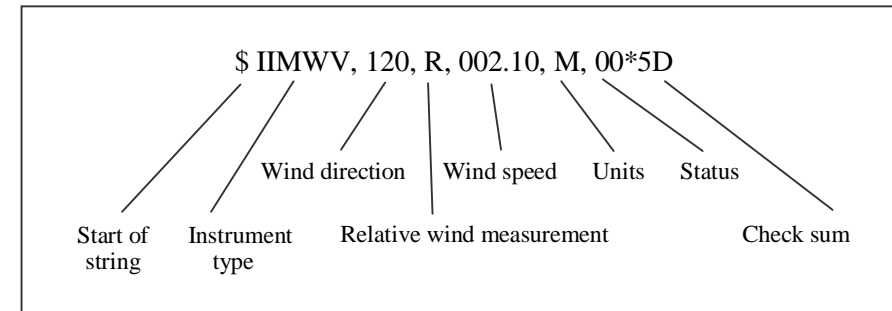 $ IIMWV, 120, R, 002.10, M, 00*5D
Wind direction Wind speed Units Status
Start of string Instrument type Relative wind measurement Check sum